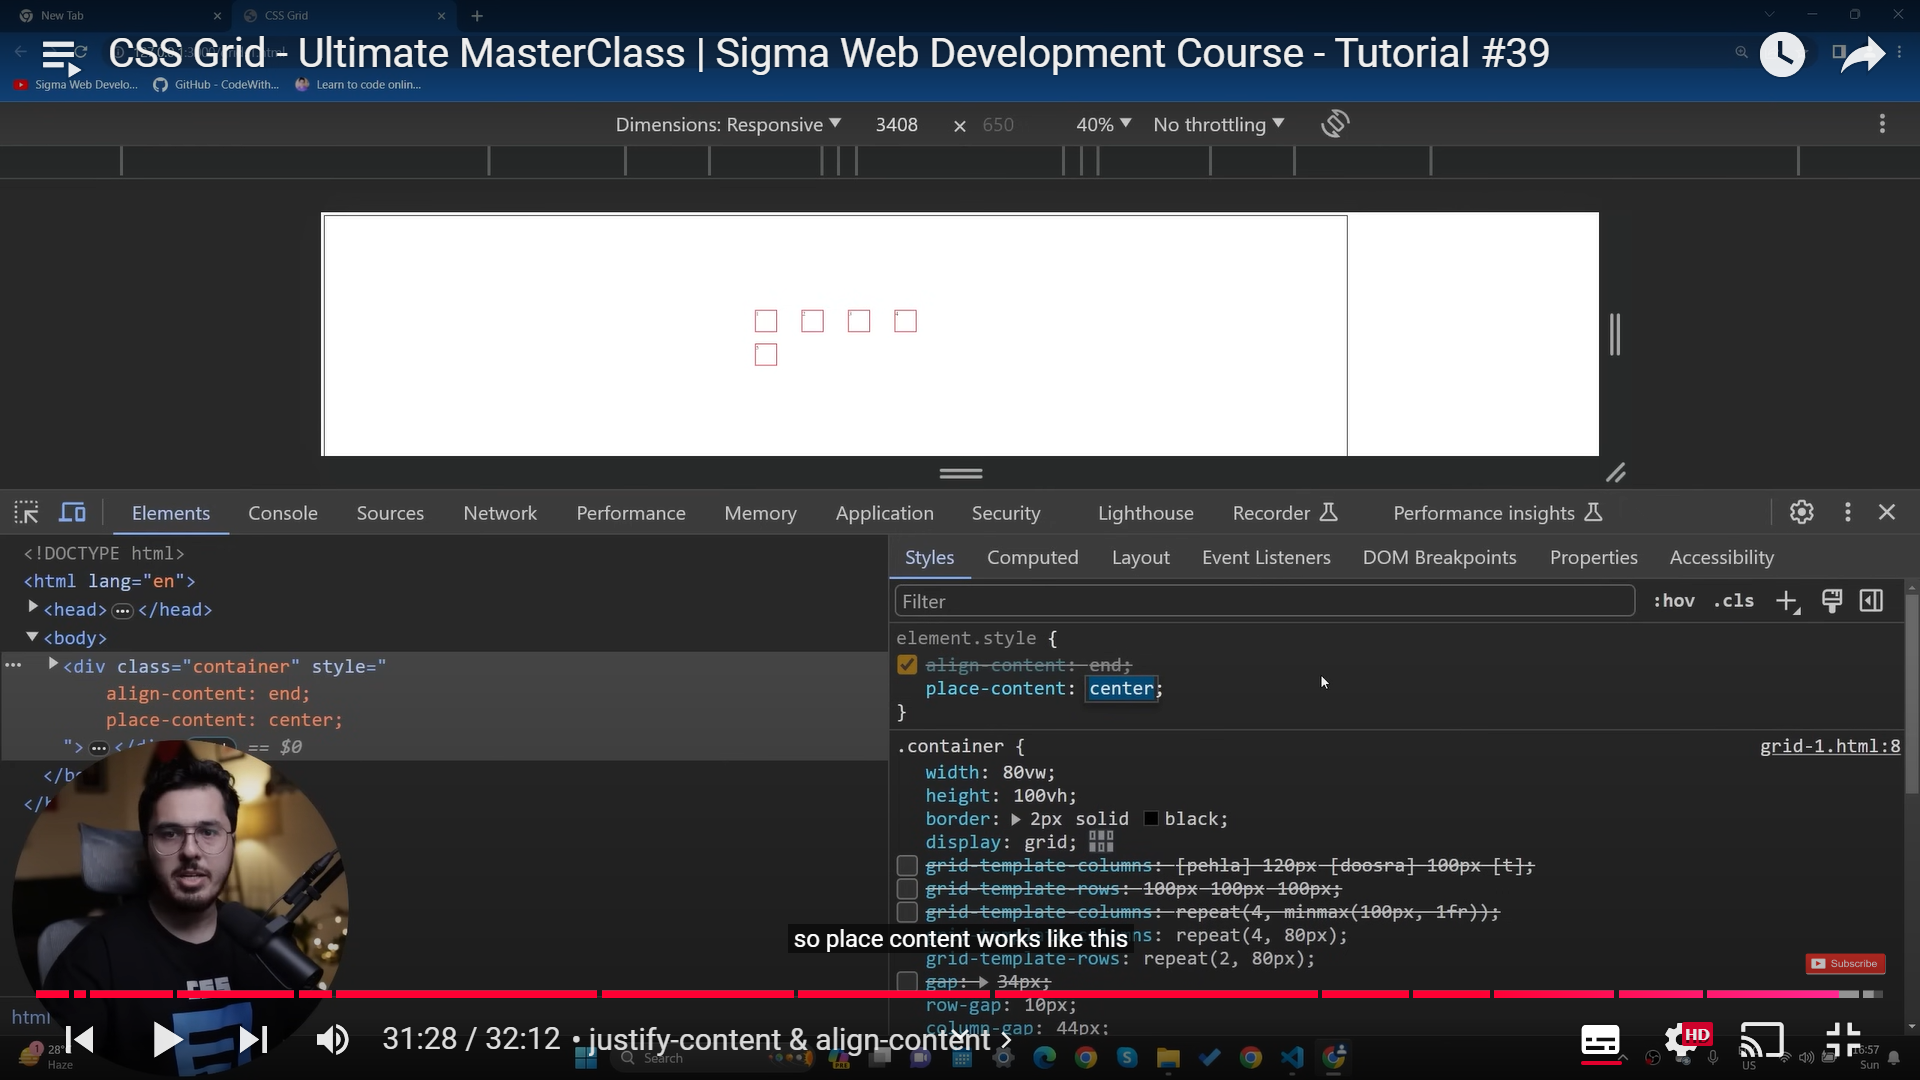 New Tab
CSS Grid
CSS Grid - Ultimate MasterClass | Sigma Web Development Course - Tutorial #39
Sigma Web Develo...
GitHub - CodeWith...
Learn to code onlin...
Dimensions: Responsive 3408 × 650 40% No throttling
1 2 3 4
5
Elements Console Sources Network Performance Memory Application Security Lighthouse Recorder Performance insights
<!DOCTYPE html>
<html lang="en">
<head> ... </head>
<body>
... <div class="container" style="
align-content: end;
place-content: center;
"> ... == $0
Styles Computed Layout Event Listeners DOM Breakpoints Properties Accessibility
Filter :hov .cls
element.style {
align-content: end;
place-content: center;
}
.container { grid-1.html:8
width: 80vw;
height: 100vh;
border: 2px solid black;
display: grid;
grid-template-columns: [pehla] 120px [doosra] 100px [t];
grid-template-rows: 100px 100px 100px;
grid-template-columns: repeat(4, minmax(100px, 1fr));
repeat(4, 80px);
grid-template-rows: repeat(2, 80px);
gap: 34px;
row-gap: 10px;
column-gap: 44px;
so place content works like this
Subscribe
html
31:28 / 32:12 • justify-content & align-content
HD
28°
Haze
Search
US
16:57
Sun